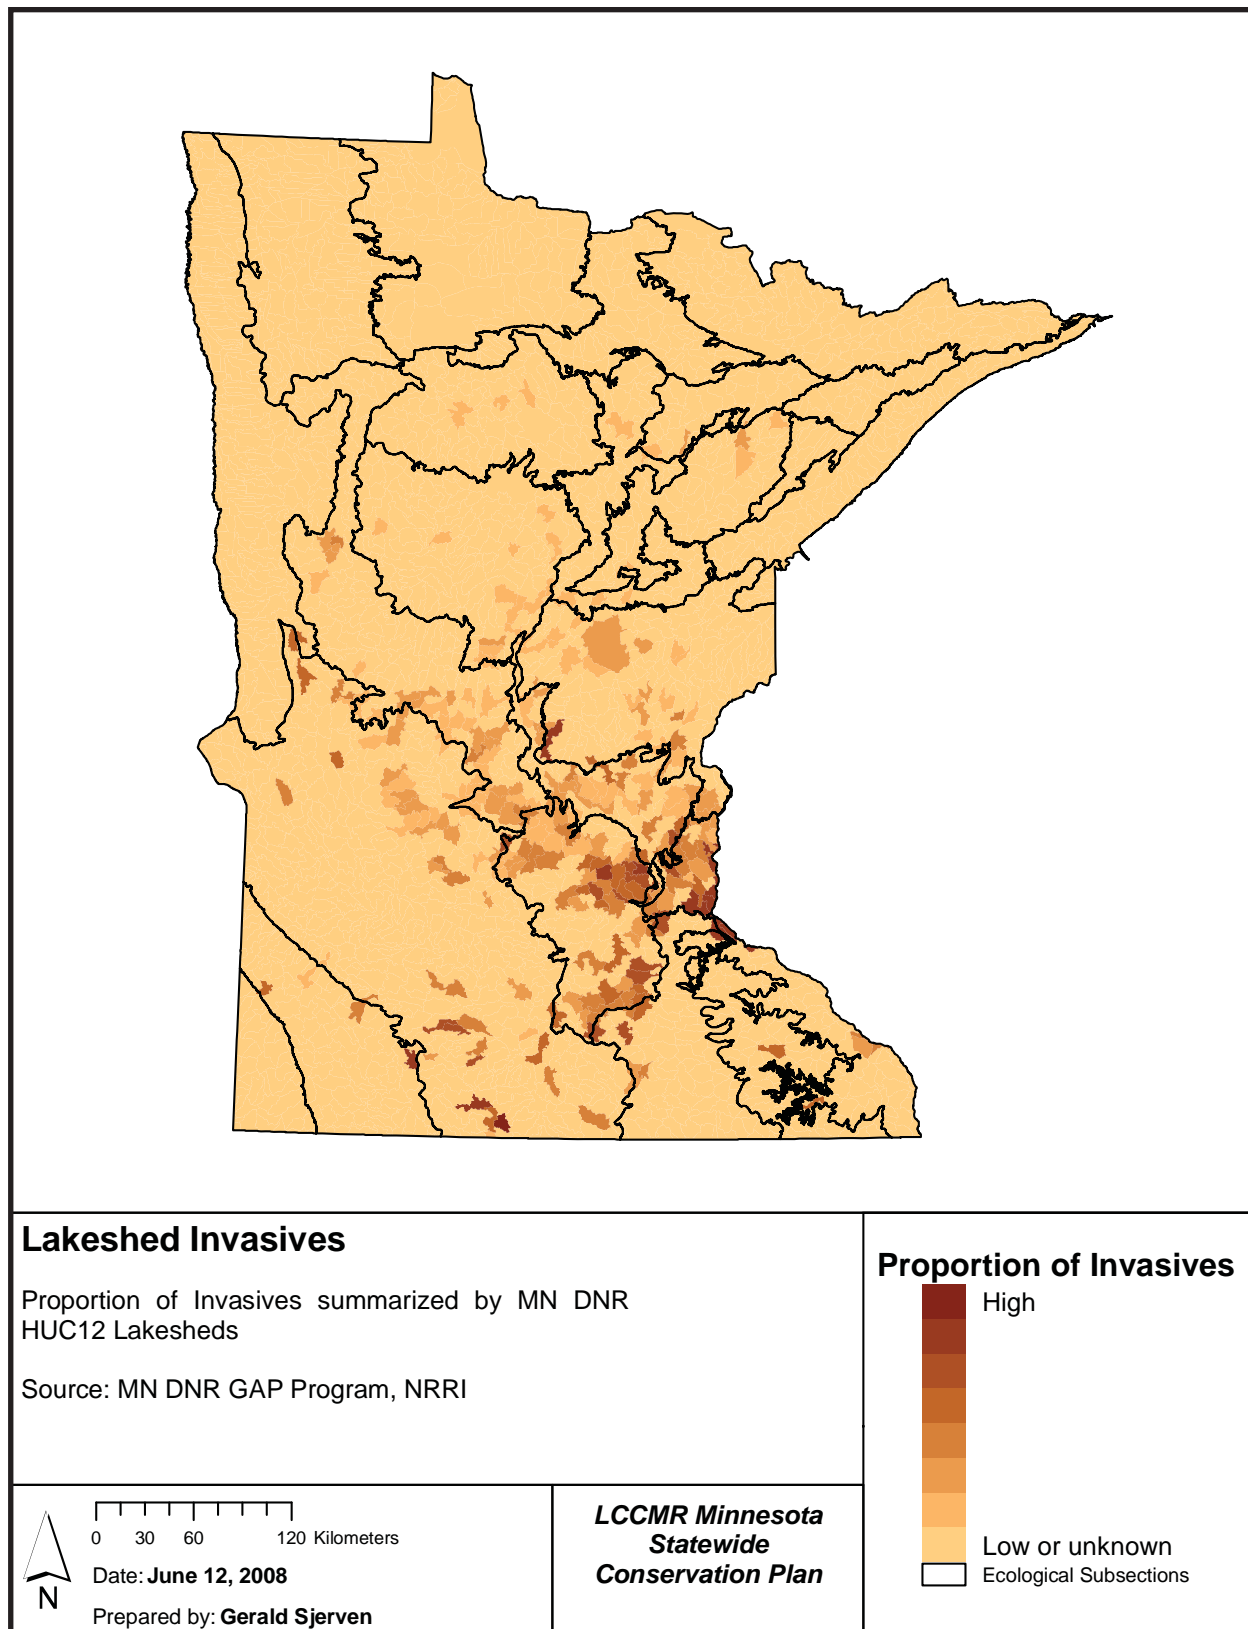 Lakeshed Invasives
Proportion of Invasives summarized by MN DNR
HUC12 Lakesheds
Source: MN DNR GAP Program, NRRI
Proportion of Invasives
High
Low or unknown
Ecological Subsections
0 30 60 120 Kilometers
Date: June 12, 2008
Prepared by: Gerald Sjerven
N
LCCMR Minnesota
Statewide
Conservation Plan